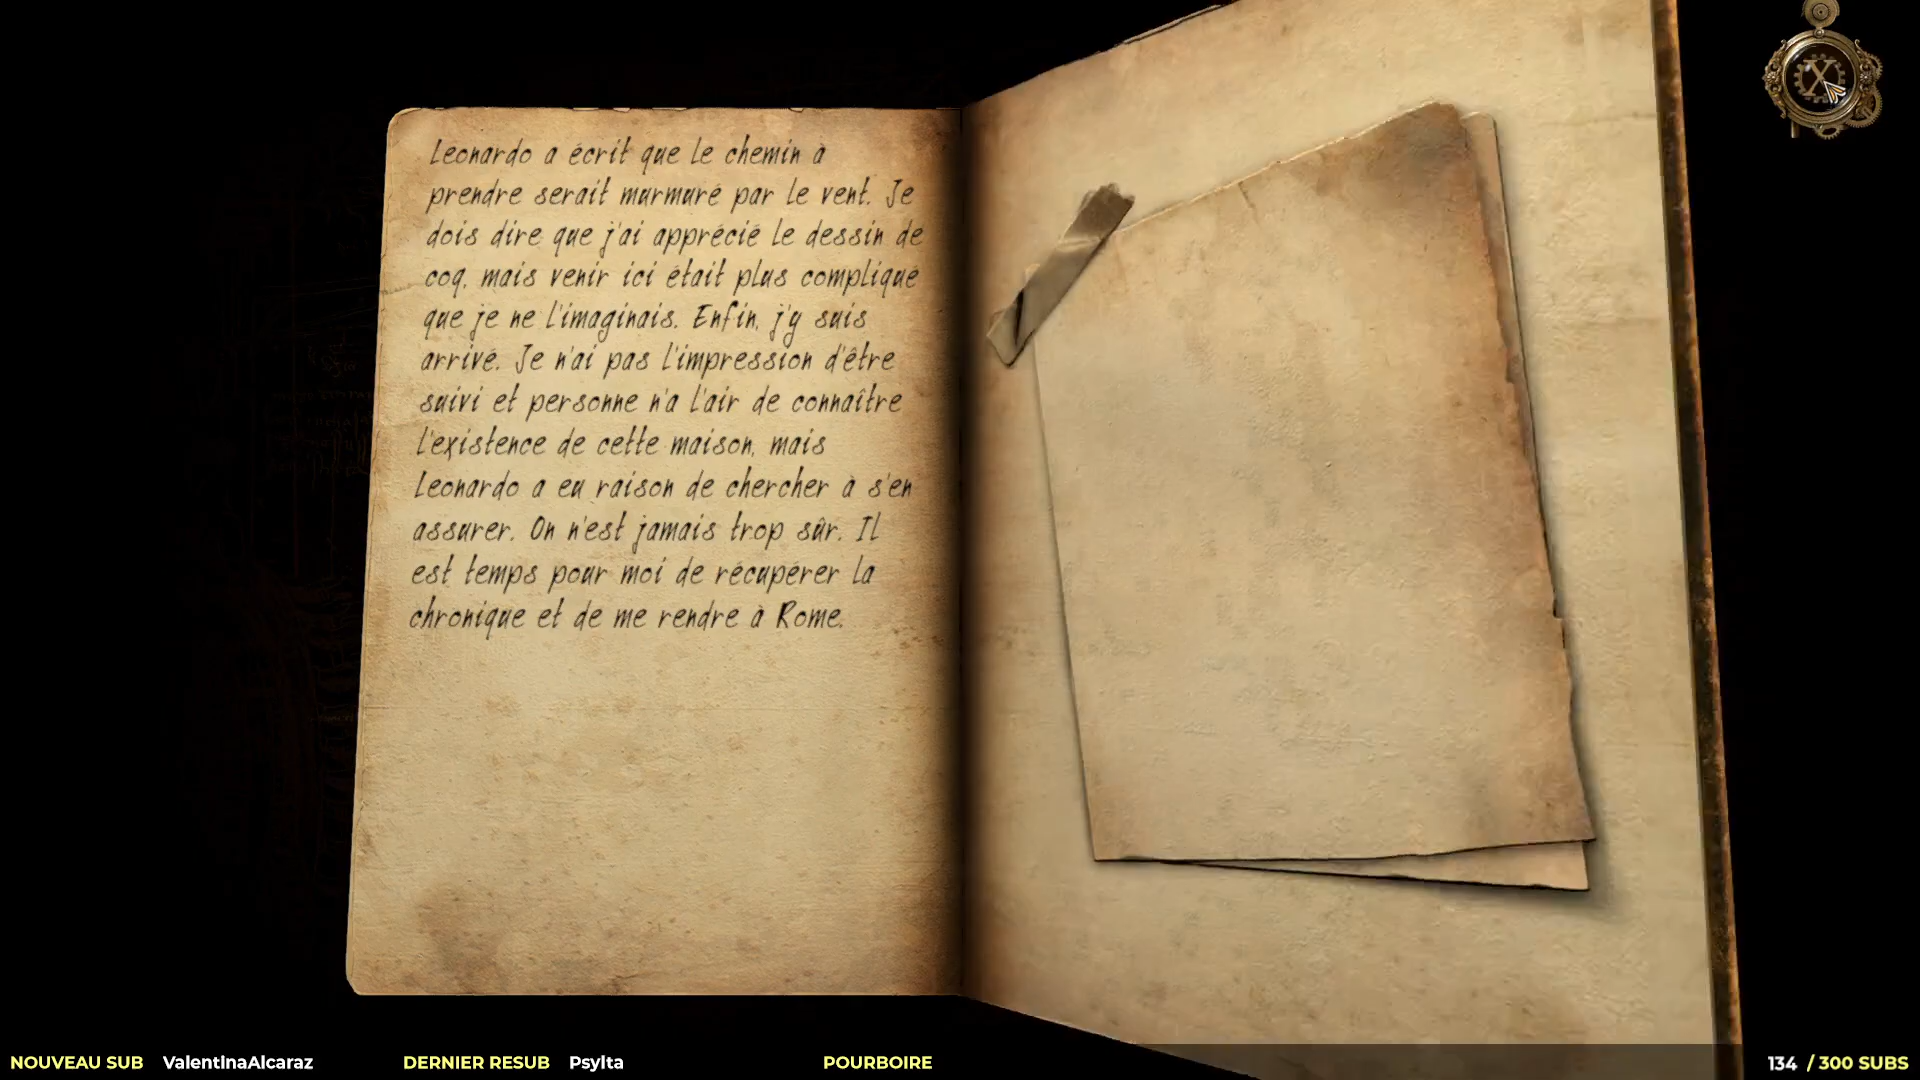 Leonardo a écrit que le chemin à
prendre serait murmuré par le vent. Je
dois dire que j'ai apprécié le dessin de
coq, mais venir ici était plus compliqué
que je ne l'imaginais. Enfin, j'y suis
arrivé. Je n'ai pas l'impression d'être
suivi et personne n'a l'air de connaître
l'existence de cette maison, mais
Leonardo a eu raison de chercher à s'en
assurer. On n'est jamais trop sûr. Il
est temps pour moi de récupérer la
chronique et de me rendre à Rome.
X
NOUVEAU SUB ValentinaAlcaraz DERNIER RESUB Psylta POURBOIRE 134 / 300 SUBS